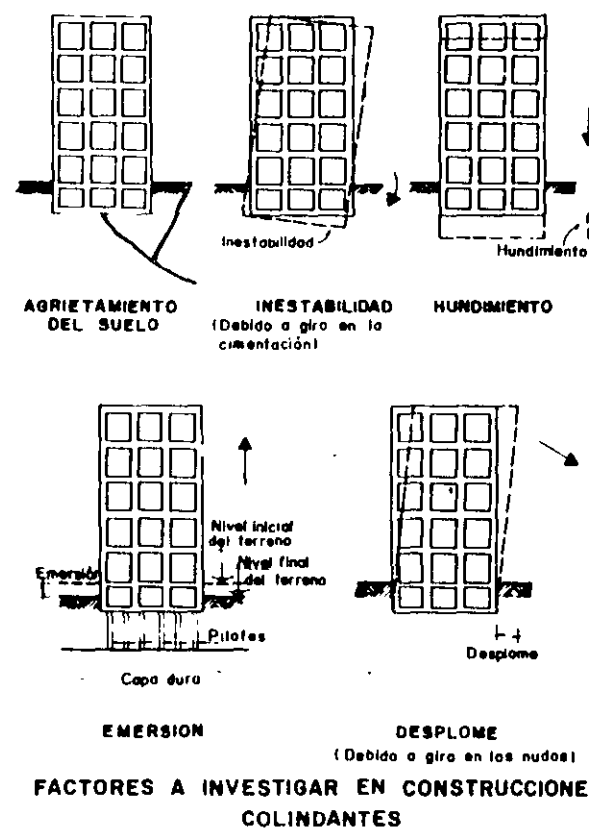 Inestabilidad
Hundimiento
AGRIETAMIENTO
DEL SUELO
INESTABILIDAD
(Debido a giro en la
cimentación)
HUNDIMIENTO
Nivel inicial
del terreno
Emersión
Nivel final
del terreno
Pilotes
Capa dura
Desplome
EMERSION
DESPLOME
(Debido a giro en los nudos)
FACTORES A INVESTIGAR EN CONSTRUCCIONE
COLINDANTES